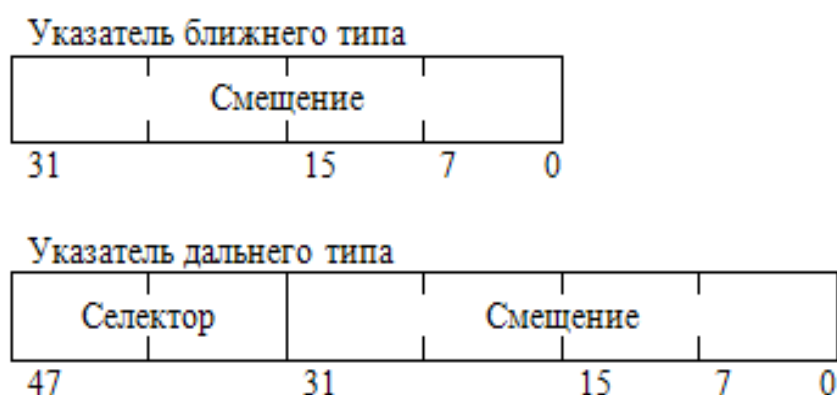 Указатель ближнего типа
Смещение
31 15 7 0
Указатель дальнего типа
Селектор Смещение
47 31 15 7 0